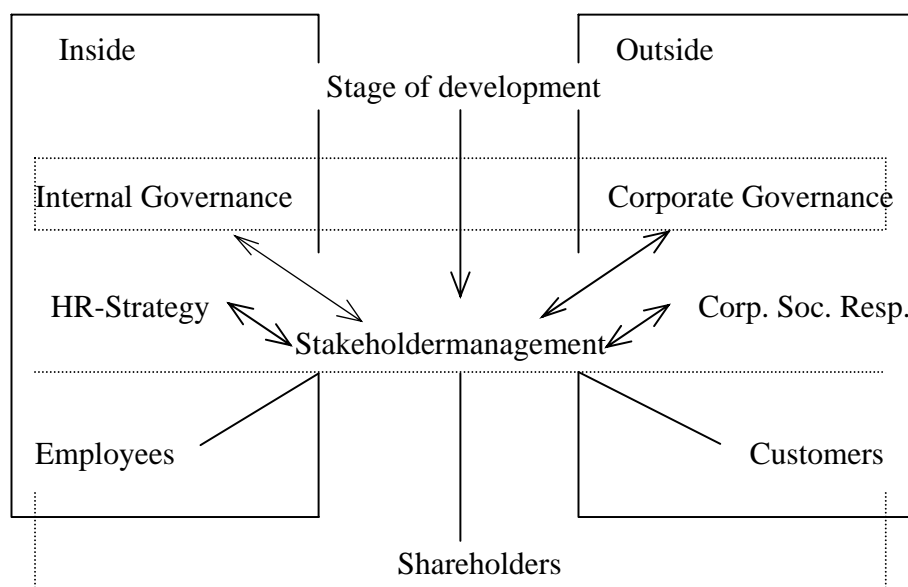 Inside
Outside
Stage of development
Internal Governance
Corporate Governance
HR-Strategy
Corp. Soc. Resp.
Stakeholdermanagement
Employees
Customers
Shareholders